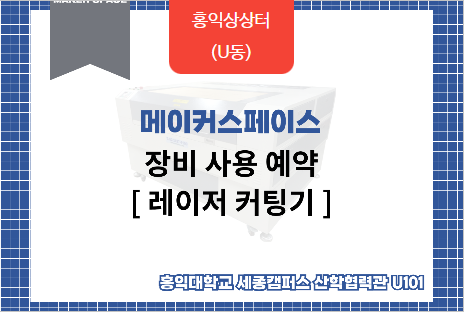 MAKER SPACE
홍익상상터
(U동)
메이커스페이스
장비 사용 예약
[ 레이저 커팅기 ]
홍익대학교 세종캠퍼스 산학협력관 U101